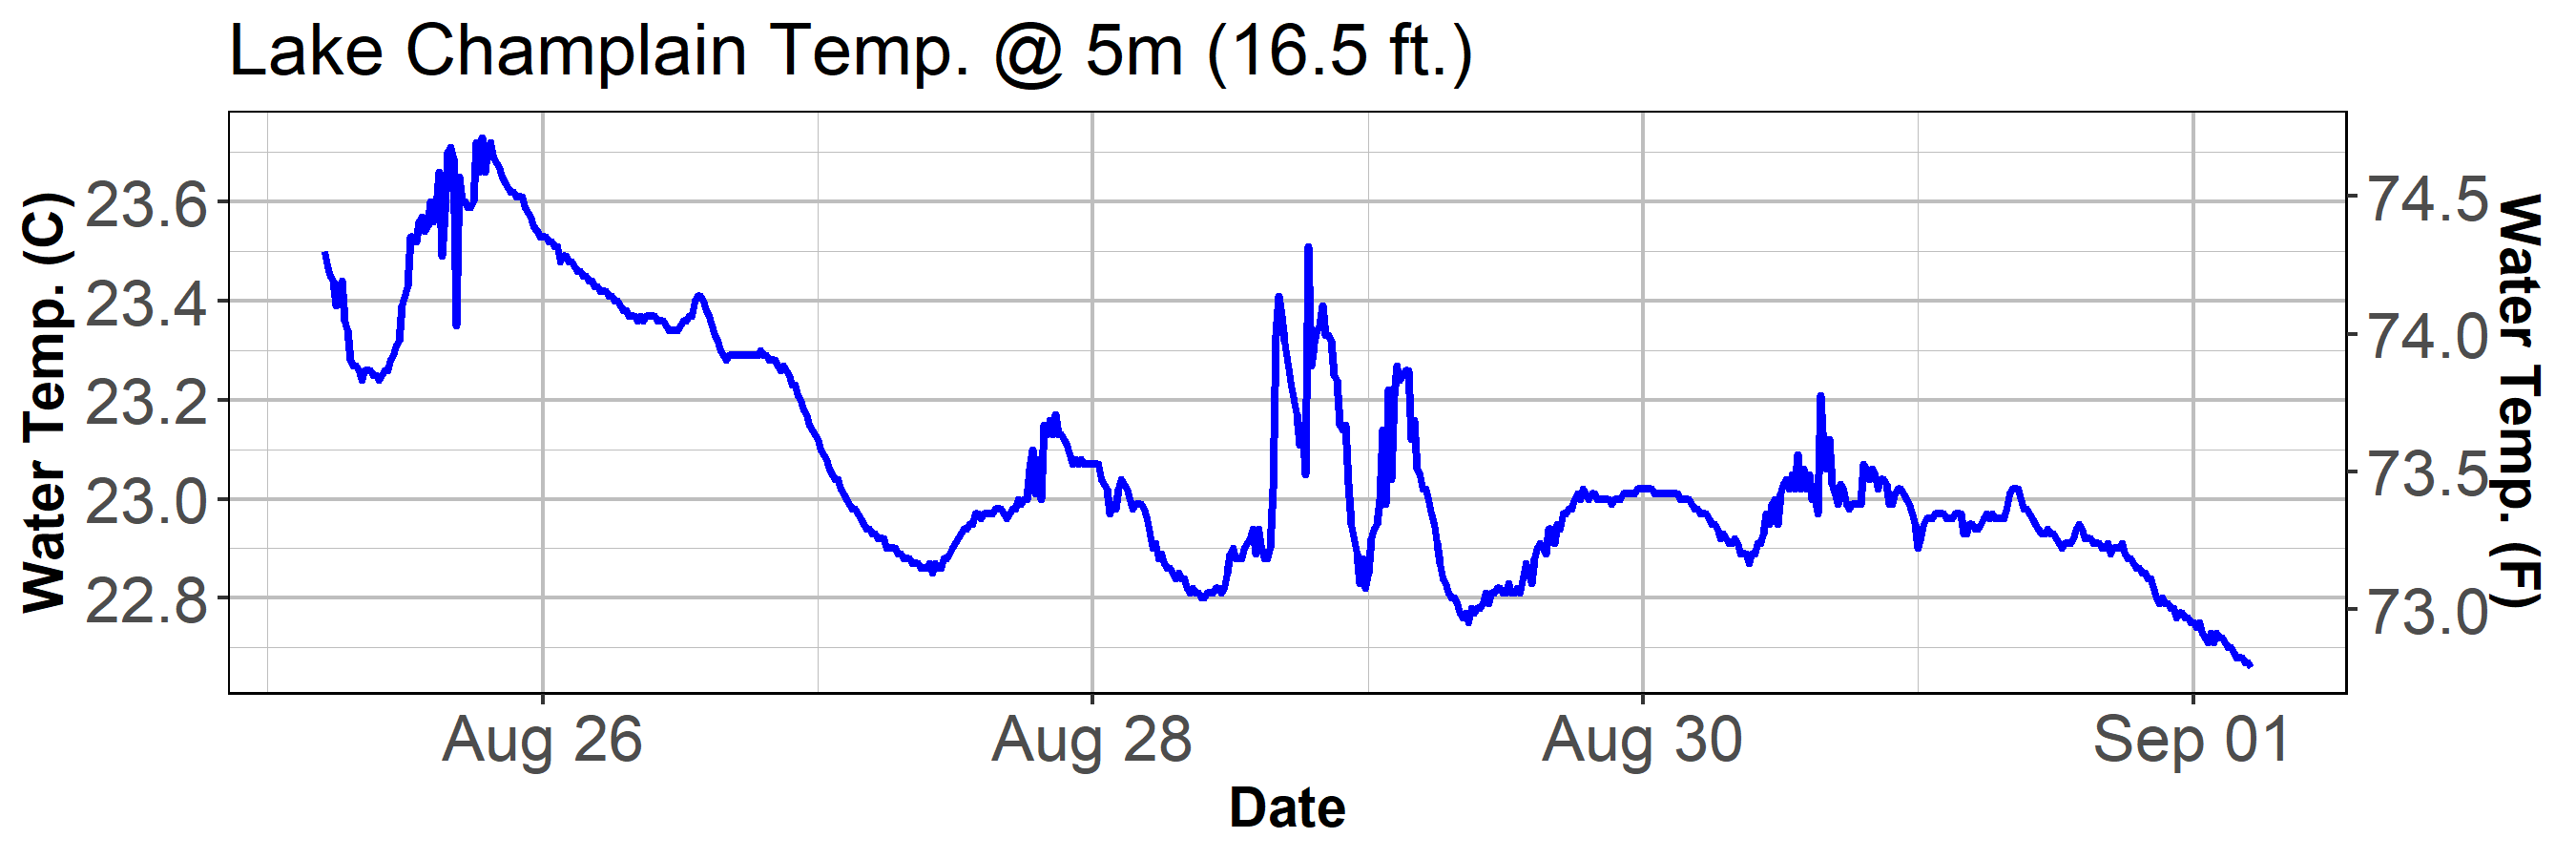 Lake Champlain Temp. @ 5m (16.5 ft.)
Water Temp. (C)
23.6
23.4
23.2
23.0
22.8
74.5
74.0
73.5
73.0
Water Temp. (F)
Aug 26
Aug 28
Aug 30
Sep 01
Date